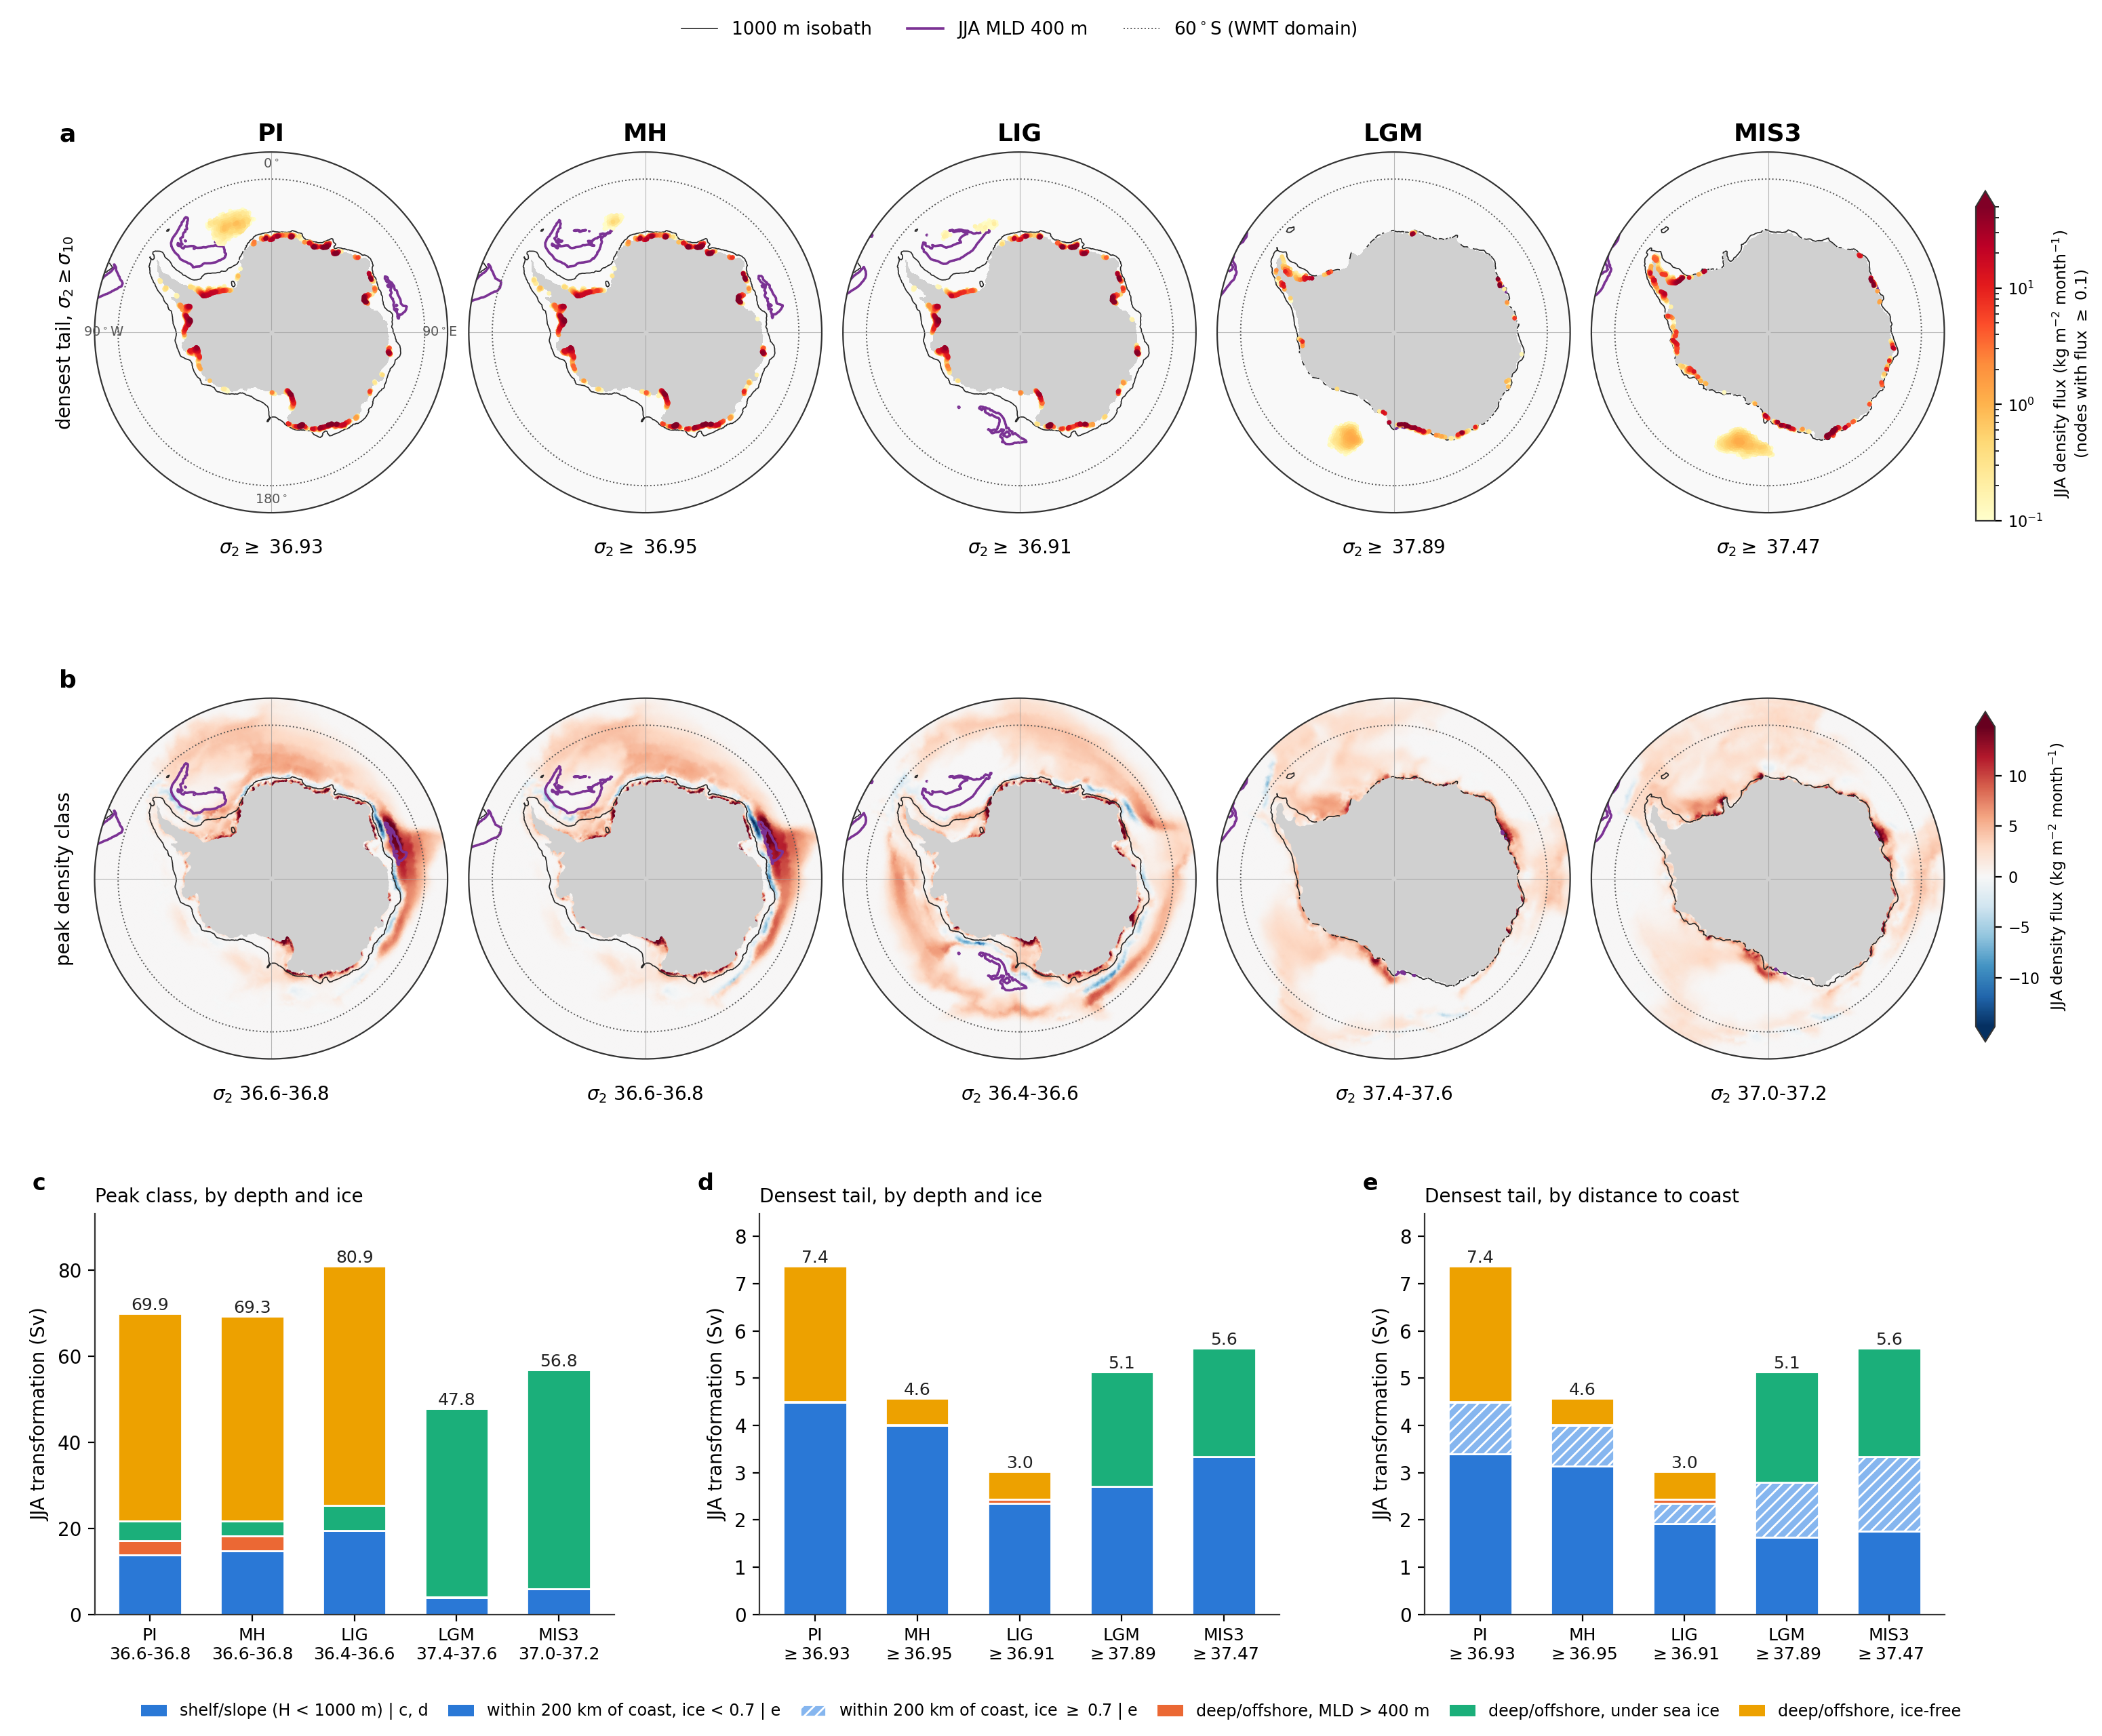 1000 m isobath JJA MLD 400 m 60°S (WMT domain)
a PI MH LIG LGM MIS3
densest tail, σ₂ ≥ σ₁₀
0°
90°W
90°E
180°
σ₂ ≥ 36.93 σ₂ ≥ 36.95 σ₂ ≥ 36.91 σ₂ ≥ 37.89 σ₂ ≥ 37.47
10¹
10⁰
10⁻¹
JJA density flux (kg m⁻² month⁻¹)
(nodes with flux ≥ 0.1)
b
peak density class
σ₂ 36.6-36.8 σ₂ 36.6-36.8 σ₂ 36.4-36.6 σ₂ 37.4-37.6 σ₂ 37.0-37.2
10
5
0
−5
−10
JJA density flux (kg m⁻² month⁻¹)
c Peak class, by depth and ice
JJA transformation (Sv)
80
60
40
20
0
69.9 69.3 80.9 47.8 56.8
PI MH LIG LGM MIS3
36.6-36.8 36.6-36.8 36.4-36.6 37.4-37.6 37.0-37.2
d Densest tail, by depth and ice
JJA transformation (Sv)
8
7
6
5
4
3
2
1
0
7.4 4.6 3.0 5.1 5.6
PI MH LIG LGM MIS3
≥ 36.93 ≥ 36.95 ≥ 36.91 ≥ 37.89 ≥ 37.47
e Densest tail, by distance to coast
JJA transformation (Sv)
8
7
6
5
4
3
2
1
0
7.4 4.6 3.0 5.1 5.6
PI MH LIG LGM MIS3
≥ 36.93 ≥ 36.95 ≥ 36.91 ≥ 37.89 ≥ 37.47
shelf/slope (H < 1000 m) | c, d within 200 km of coast, ice < 0.7 | e within 200 km of coast, ice ≥ 0.7 | e deep/offshore, MLD > 400 m deep/offshore, under sea ice deep/offshore, ice-free